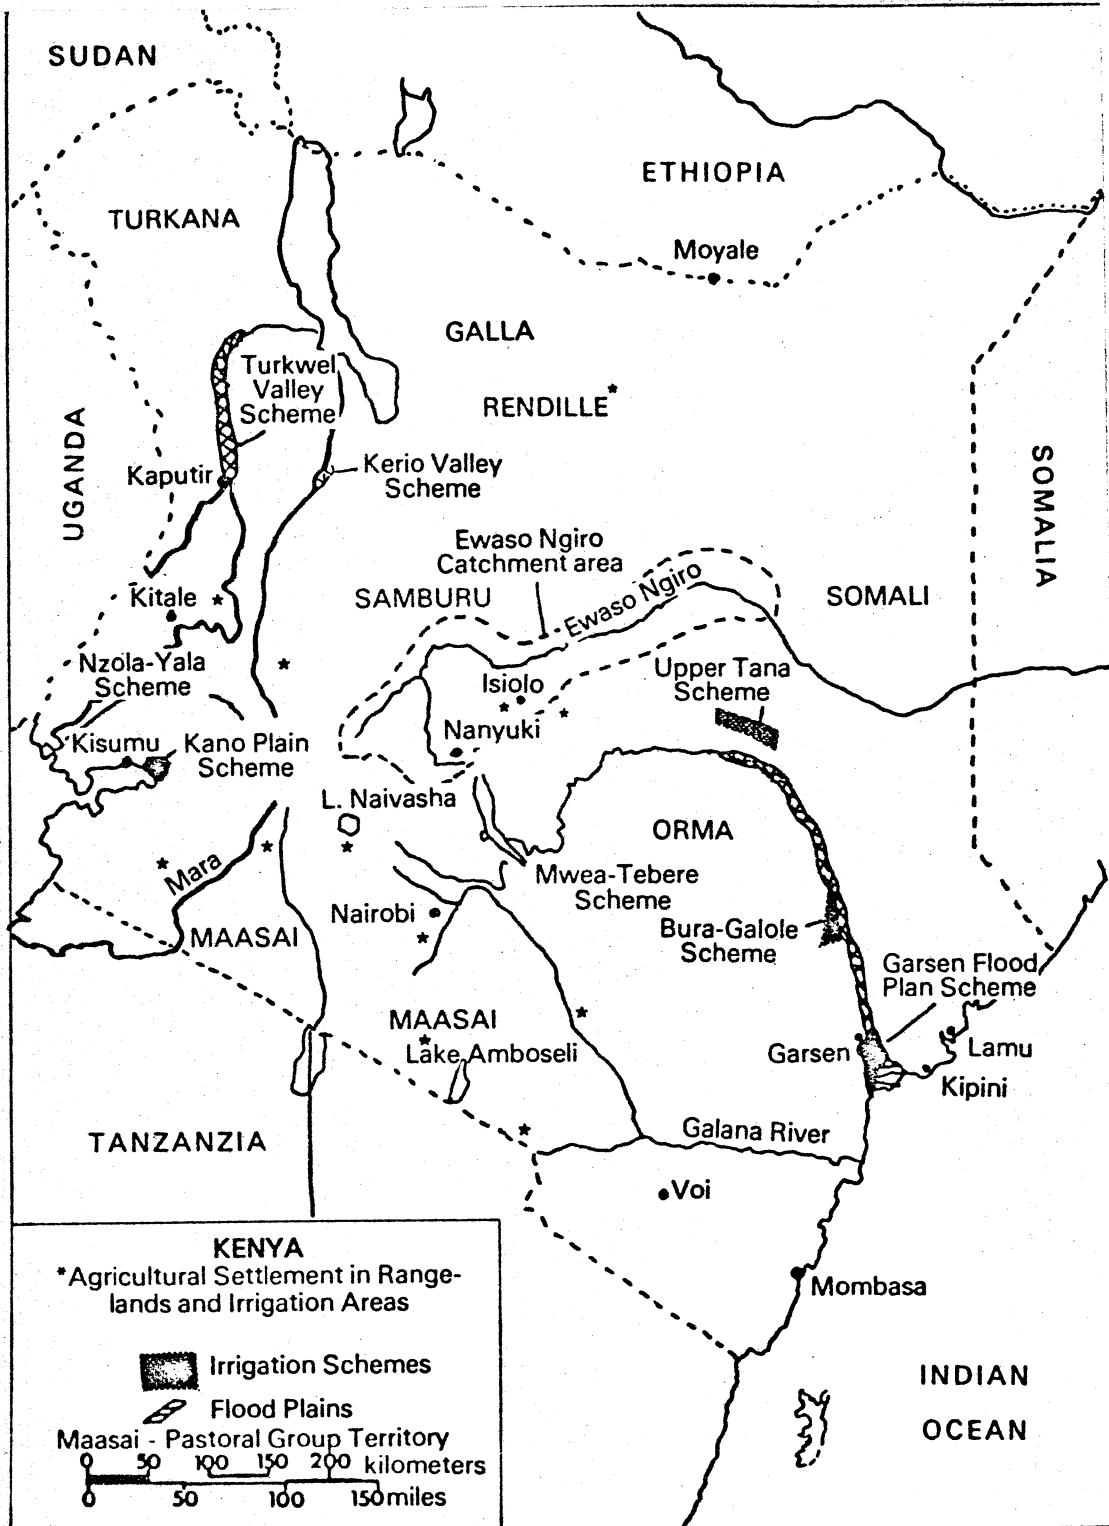 SUDAN
ETHIOPIA
TURKANA
Moyale
GALLA
Turkwel
Valley
Scheme
RENDILLE*
UGANDA
SOMALIA
Kaputir
Kerio Valley
Scheme
Ewaso Ngiro
Catchment area
Ewaso Ngiro
Kitale
*
SAMBURU
SOMALI
Nzola-Yala
Scheme
*
Upper Tana
Scheme
Isiolo
*
*
Nanyuki
Kisumu
Kano Plain
Scheme
L. Naivasha
*
ORMA
*
*
Mara
Mwea-Tebere
Scheme
Nairobi
*
MAASAI
Bura-Galole
Scheme
Garsen Flood
Plan Scheme
MAASAI
*
*
Lake Amboseli
Garsen
Lamu
Kipini
TANZANZIA
*
Galana River
Voi
Mombasa
KENYA
*Agricultural Settlement in Range-
lands and Irrigation Areas
Irrigation Schemes
Flood Plains
Maasai - Pastoral Group Territory
0 50 100 150 200 kilometers
0 50 100 150 miles
INDIAN
OCEAN